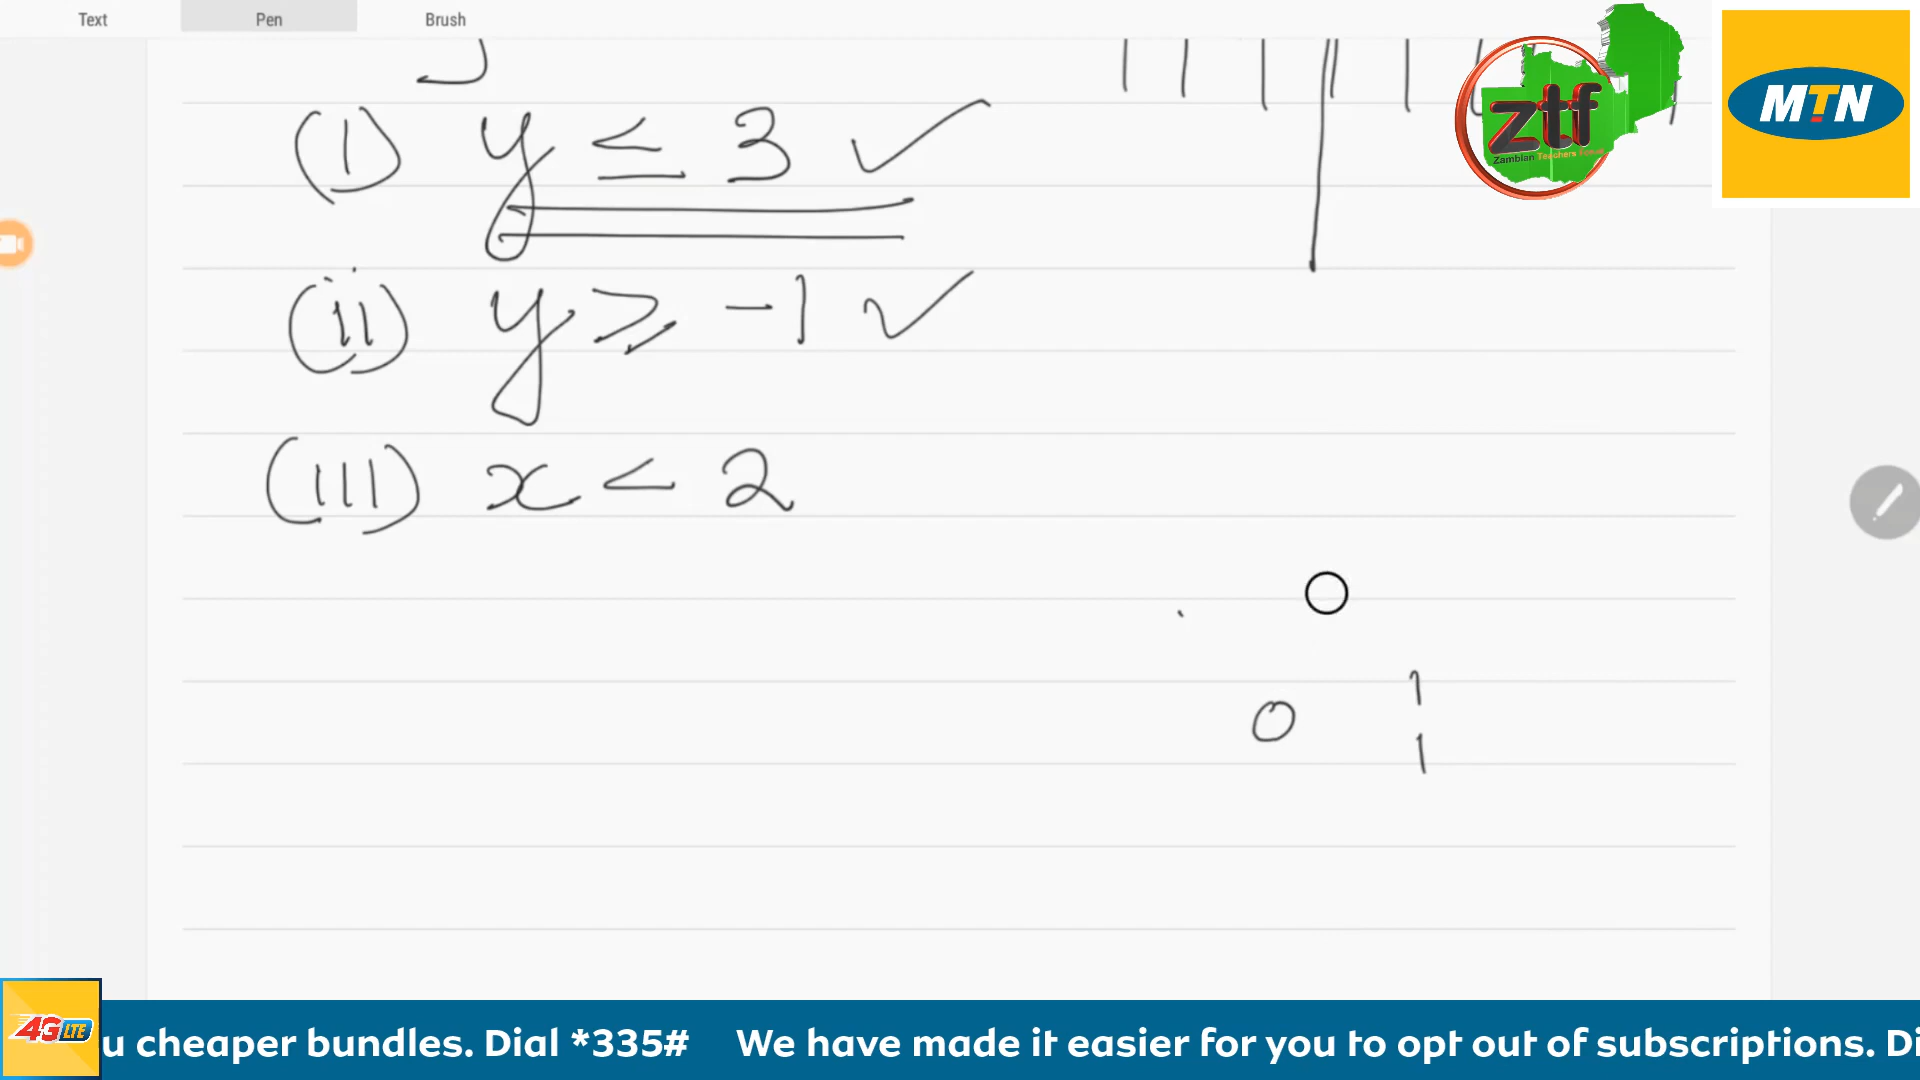 Text Pen Brush
(i) y ≤ 3 ✓
(ii) y ≥ -1 ✓
(iii) x < 2
0 1
1
ztf
Zambian Teachers Forum
MTN
4G LTE
u cheaper bundles. Dial *335# We have made it easier for you to opt out of subscriptions. Di